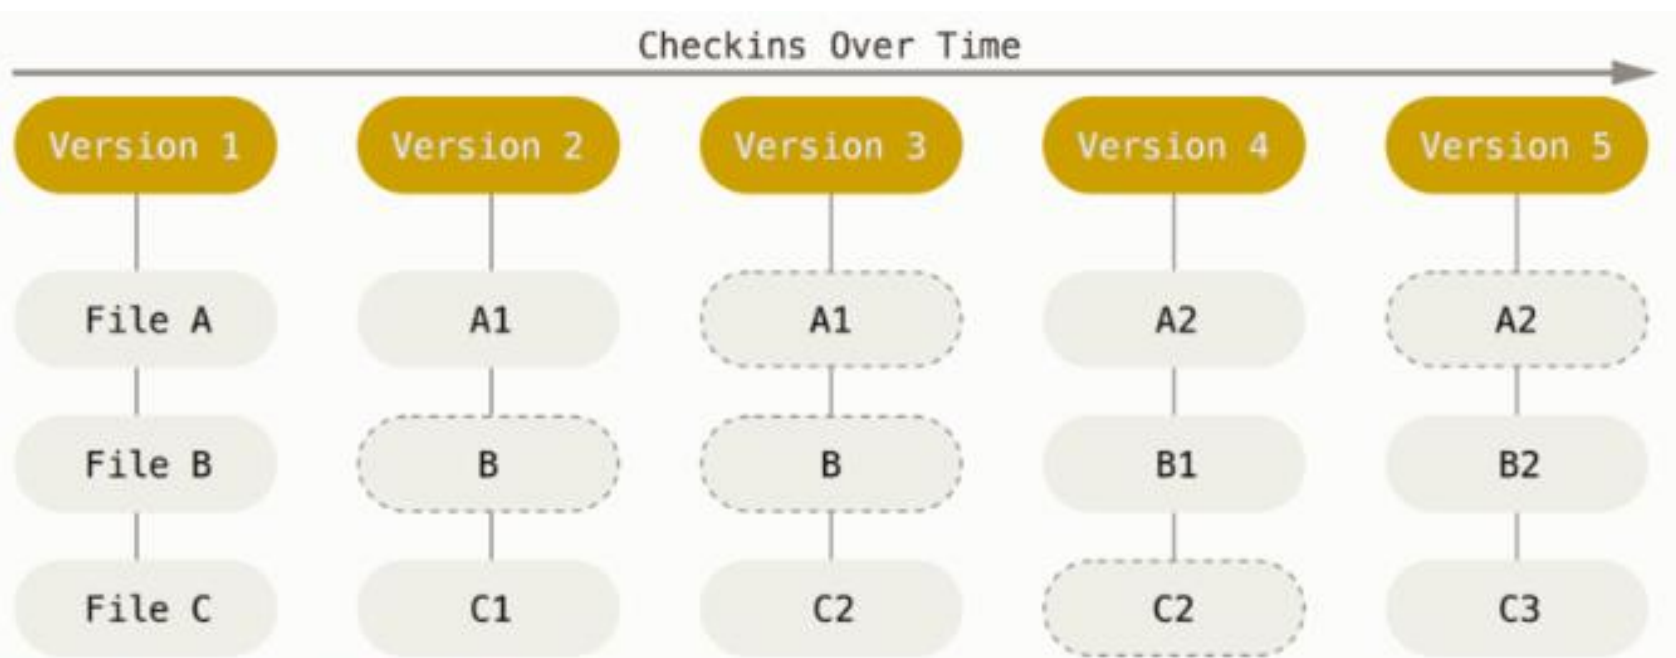 Checkins Over Time
Version 1 Version 2 Version 3 Version 4 Version 5
File A A1 A1 A2 A2
File B B B B1 B2
File C C1 C2 C2 C3